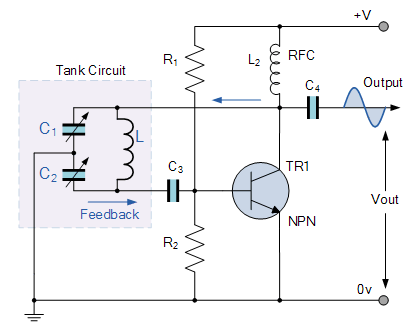 +V
R1
L2
RFC
Tank Circuit
C4
Output
C1
L
C2
C3
TR1
Feedback
Vout
NPN
R2
0v